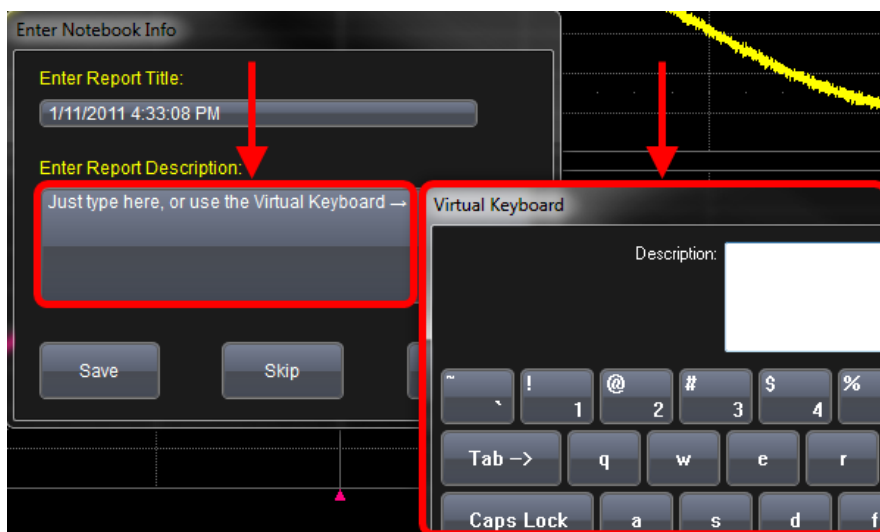 Enter Notebook Info
Enter Report Title:
1/11/2011 4:33:08 PM
Enter Report Description:
Just type here, or use the Virtual Keyboard →
Save
Skip
Virtual Keyboard
Description:
~ ` ! 1 @ 2 # 3 $ 4 %
Tab -> q w e r
Caps Lock a s d f